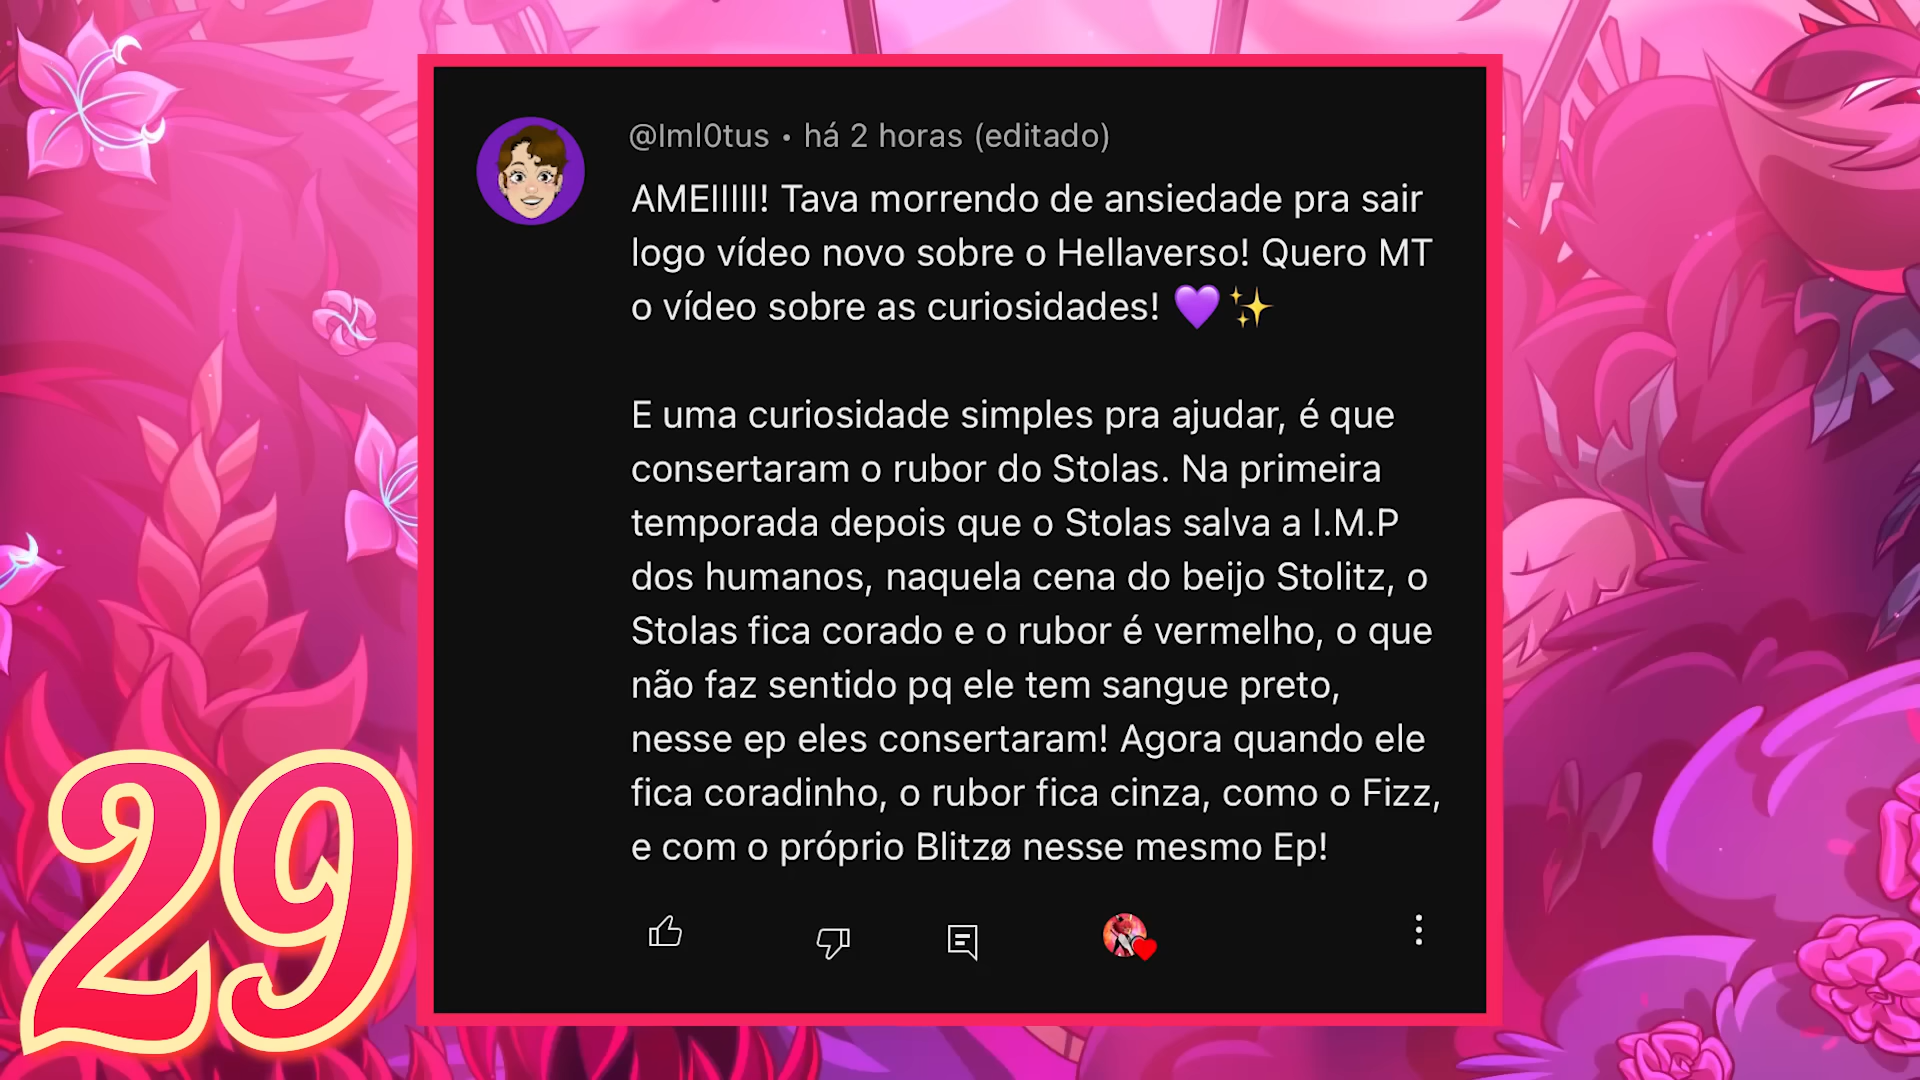 @Iml0tus • há 2 horas (editado)
AMEIIIII! Tava morrendo de ansiedade pra sair
logo vídeo novo sobre o Hellaverso! Quero MT
o vídeo sobre as curiosidades! 💜✨
E uma curiosidade simples pra ajudar, é que
consertaram o rubor do Stolas. Na primeira
temporada depois que o Stolas salva a I.M.P
dos humanos, naquela cena do beijo Stolitz, o
Stolas fica corado e o rubor é vermelho, o que
não faz sentido pq ele tem sangue preto,
nesse ep eles consertaram! Agora quando ele
fica coradinho, o rubor fica cinza, como o Fizz,
e com o próprio Blitzø nesse mesmo Ep!
29